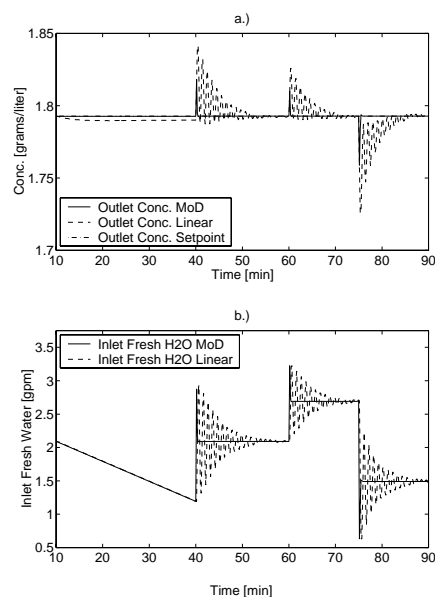 a.)
1.85
1.8
1.75
1.7
Conc. [grams/liter]
Outlet Conc. MoD
Outlet Conc. Linear
Outlet Conc. Setpoint
10 20 30 40 50 60 70 80 90
Time [min]
b.)
3.5
3
2.5
2
1.5
1
0.5
Inlet Fresh Water [gpm]
Inlet Fresh H2O MoD
Inlet Fresh H2O Linear
10 20 30 40 50 60 70 80 90
Time [min]